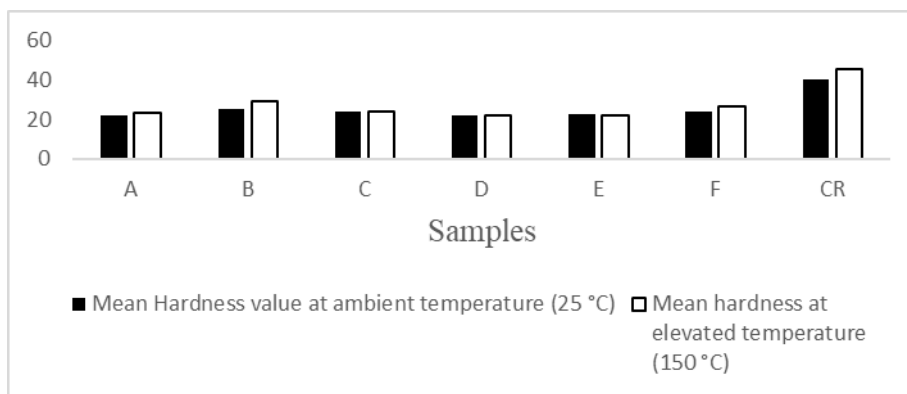 60
40
20
0
A B C D E F CR
Samples
Mean Hardness value at ambient temperature (25 °C)
Mean hardness at
elevated temperature
(150 °C)